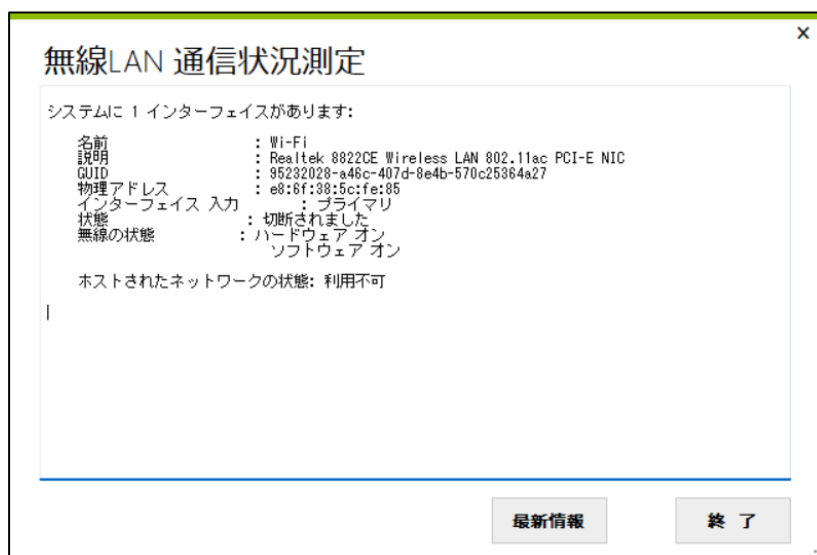 ×
無線LAN 通信状況測定
システムに 1 インターフェイスがあります:
名前 : Wi-Fi
説明 : Realtek 8822CE Wireless LAN 802.11ac PCI-E NIC
GUID : 95232028-a46c-407d-8e4b-570c25364a27
物理アドレス : e8:6f:38:5c:fe:85
インターフェイス 入力 : プライマリ
状態 : 切断されました
無線の状態 : ハードウェア オン
ソフトウェア オン
ホストされたネットワークの状態: 利用不可
最新情報
終 了